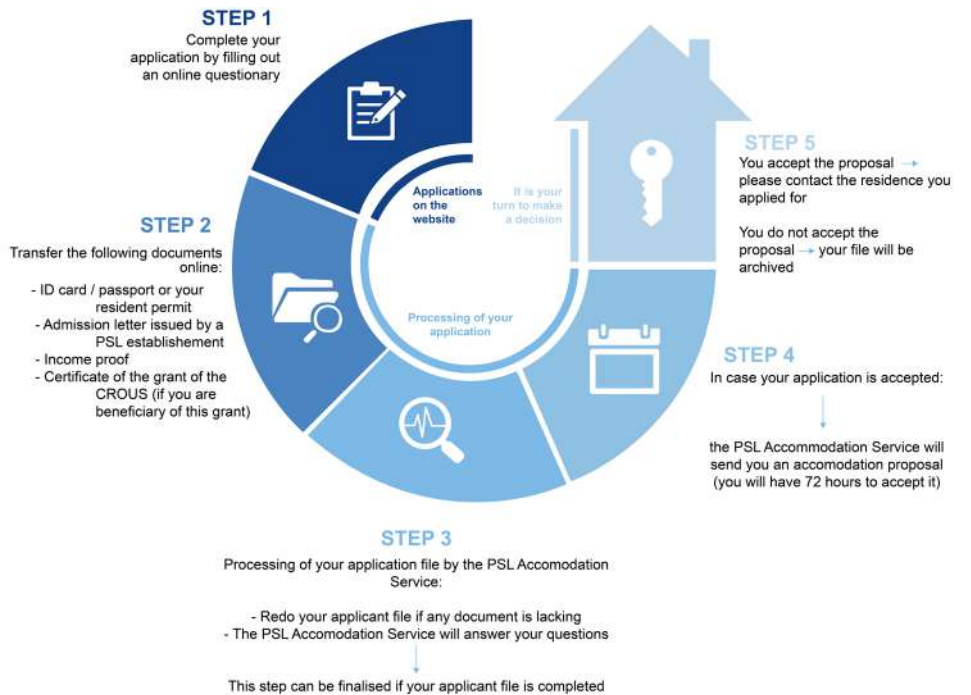 STEP 1
Complete your
application by filling out
an online questionary
STEP 2
Transfer the following documents
online:
- ID card / passport or your
resident permit
- Admission letter issued by a
PSL establishement
- Income proof
- Certificate of the grant of the
CROUS (if you are
beneficiary of this grant)
Applications
on the
website
It is your
turn to make
a decision
Processing of your
application
STEP 3
Processing of your application file by the PSL Accomodation
Service:
- Redo your applicant file if any document is lacking
- The PSL Accomodation Service will answer your questions
This step can be finalised if your applicant file is completed
STEP 4
In case your application is accepted:
the PSL Accommodation Service will
send you an accomodation proposal
(you will have 72 hours to accept it)
STEP 5
You accept the proposal →
please contact the residence you
applied for
You do not accept the
proposal → your file will be
archived